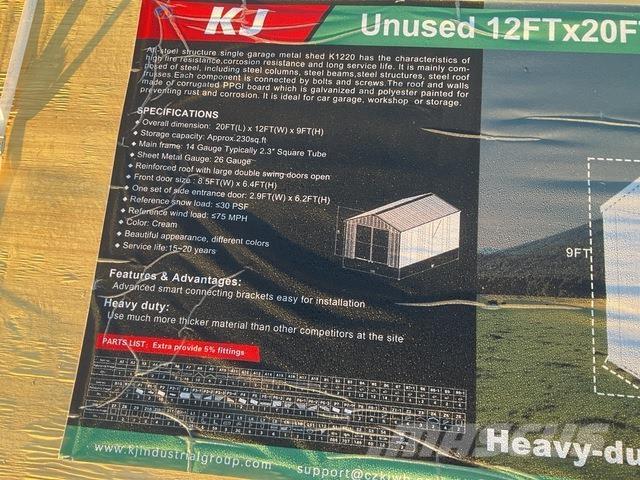 KJ
Unused 12FTx20F
All-steel structure single garage metal shed K1220 has the characteristics of
high fire resistance,corrosion resistance and long service life. It is mainly com-
posed of steel, including steel columns, steel beams,steel structures, steel roof
trusses.Each component is connected by bolts and screws.The roof and walls
made of corrugated PPGI board which is galvanized and polyester painted for
preventing rust and corrosion. It is ideal for car garage, workshop or storage.
SPECIFICATIONS
• Overall dimension: 20FT(L) x 12FT(W) x 9FT(H)
• Storage capacity: Approx.230sq.ft
• Main frame: 14 Gauge Typically 2.3" Square Tube
• Sheet Metal Gauge: 26 Gauge
• Reinforced roof with large double swing doors open
• Front door size : 8.5FT(W) x 6.4FT(H)
• One set of side entrance door: 2.9FT(W) x 6.2FT(H)
• Reference snow load: ≤30 PSF
• Reference wind load: ≤75 MPH
• Color: Cream
• Beautiful appearance, different colors
• Service life:15~20 years
9FT
Features & Advantages:
Advanced smart connecting brackets easy for installation
Heavy duty:
Use much more thicker material than other competitors at the site
PARTS LIST: Extra provide 5% fittings
Heavy-du
www.kjindustrialgroup.com
support@czkjwh